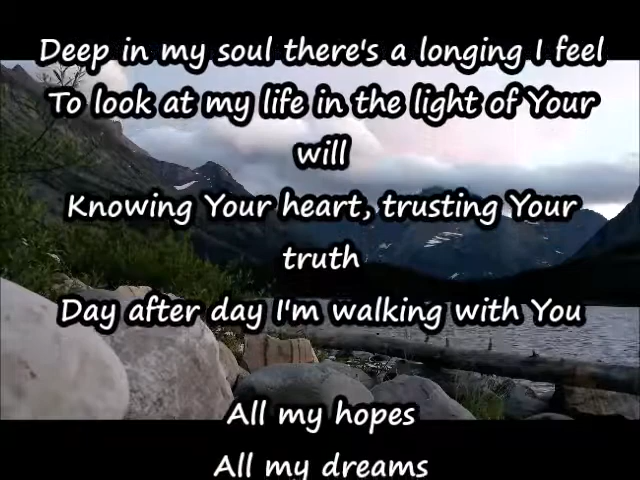 Deep in my soul there's a longing I feel
To look at my life in the light of Your
will
Knowing Your heart, trusting Your
truth
Day after day I'm walking with You
All my hopes
All my dreams